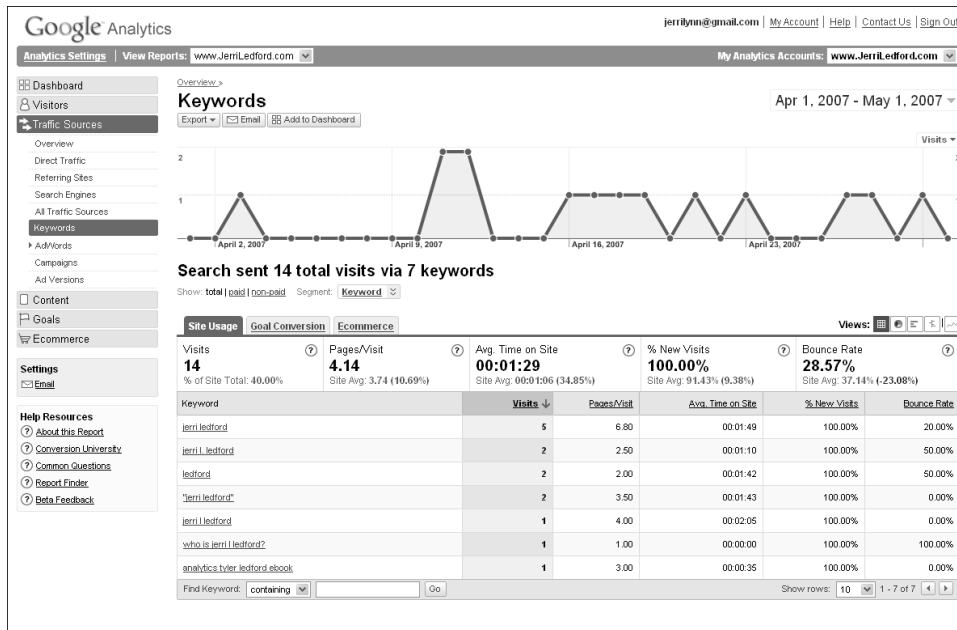 Google Analytics
jerrilynn@gmail.com | My Account | Help | Contact Us | Sign Out
Analytics Settings | View Reports: www.JerriLedford.com
My Analytics Accounts: www.JerriLedford.com
Dashboard
Visitors
Traffic Sources
Overview
Direct Traffic
Referring Sites
Search Engines
All Traffic Sources
Keywords
AdWords
Campaigns
Ad Versions
Content
Goals
Ecommerce
Settings
Email
Help Resources
About this Report
Conversion University
Common Questions
Report Finder
Beta Feedback
Overview »
Keywords
Apr 1, 2007 - May 1, 2007
Export Email Add to Dashboard
Visits
2
1
April 2, 2007 April 9, 2007 April 16, 2007 April 23, 2007
Search sent 14 total visits via 7 keywords
Show: total | paid | non-paid Segment: Keyword
Site Usage Goal Conversion Ecommerce Views:
Visits Pages/Visit Avg. Time on Site % New Visits Bounce Rate
14 4.14 00:01:29 100.00% 28.57%
% of Site Total: 40.00% Site Avg: 3.74 (10.69%) Site Avg: 00:01:06 (34.85%) Site Avg: 91.43% (9.38%) Site Avg: 37.14% (-23.08%)
Keyword Visits Pages/Visit Avg. Time on Site % New Visits Bounce Rate
jerri ledford 5 6.80 00:01:49 100.00% 20.00%
jerri l. ledford 2 2.50 00:01:10 100.00% 50.00%
ledford 2 2.00 00:01:42 100.00% 50.00%
"jerri ledford" 2 3.50 00:01:43 100.00% 0.00%
jerri l ledford 1 4.00 00:02:05 100.00% 0.00%
who is jerri l ledford? 1 1.00 00:00:00 100.00% 100.00%
analytics tyler ledford ebook 1 3.00 00:00:35 100.00% 0.00%
Find Keyword: containing Go Show rows: 10 1 - 7 of 7